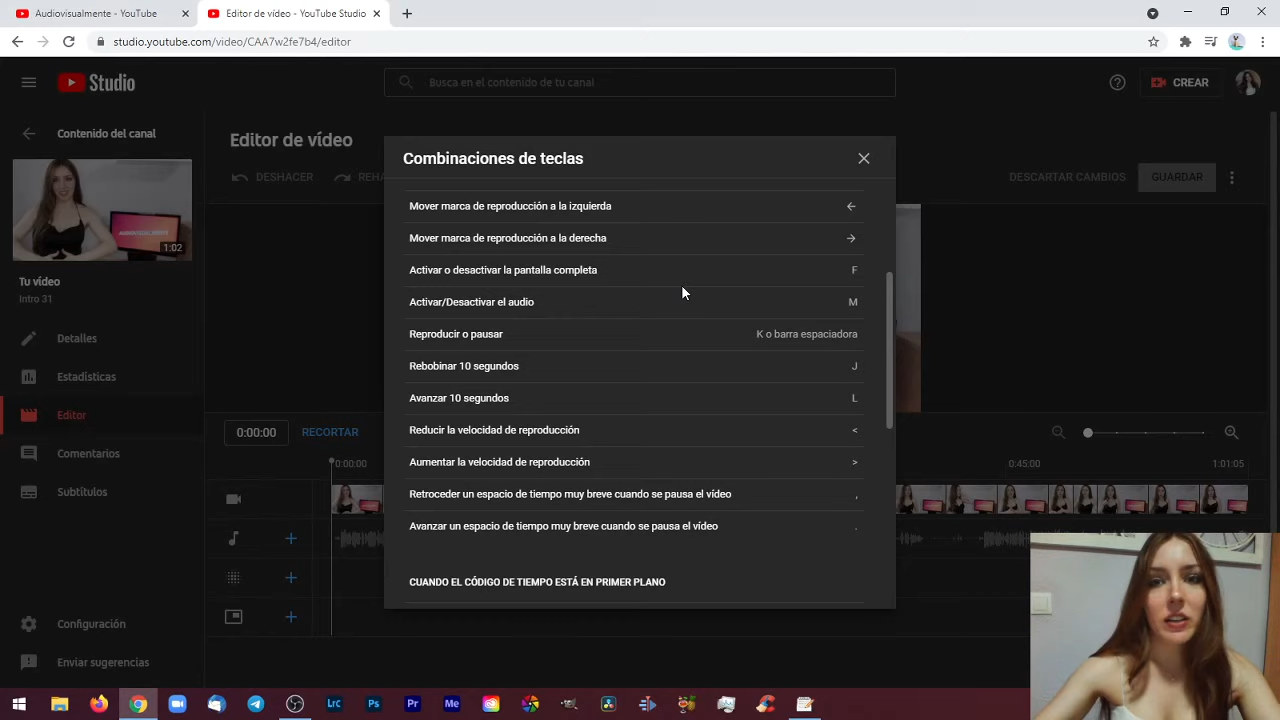 Audiovisualmente - YouTube
Editor de vídeo - YouTube Studio
studio.youtube.com/video/CAA7w2fe7b4/editor
Studio
Busca en el contenido de tu canal
CREAR
Contenido del canal
Editor de vídeo
DESHACER
REHA
DESCARTAR CAMBIOS
GUARDAR
1:02
Tu vídeo
Intro 31
Detalles
Estadísticas
Editor
Comentarios
Subtítulos
Configuración
Enviar sugerencias
Combinaciones de teclas
Mover marca de reproducción a la izquierda ←
Mover marca de reproducción a la derecha →
Activar o desactivar la pantalla completa F
Activar/Desactivar el audio M
Reproducir o pausar K o barra espaciadora
Rebobinar 10 segundos J
Avanzar 10 segundos L
Reducir la velocidad de reproducción <
Aumentar la velocidad de reproducción >
Retroceder un espacio de tiempo muy breve cuando se pausa el vídeo ,
Avanzar un espacio de tiempo muy breve cuando se pausa el vídeo .
CUANDO EL CÓDIGO DE TIEMPO ESTÁ EN PRIMER PLANO
0:00:00
RECORTAR
0:00:00
0:45:00
1:01:05
Lrc
Ps
Pr
Me